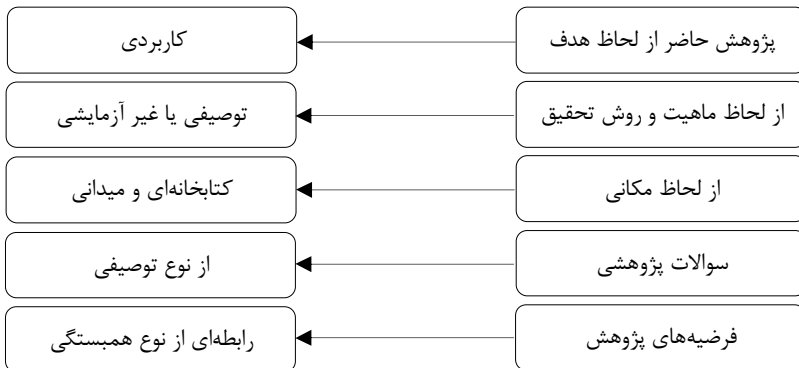 پژوهش حاضر از لحاظ هدف
کاربردی
از لحاظ ماهیت و روش تحقیق
توصیفی یا غیر آزمایشی
از لحاظ مکانی
کتابخانه‌ای و میدانی
سوالات پژوهشی
از نوع توصیفی
فرضیه‌های پژوهش
رابطه‌ای از نوع همبستگی